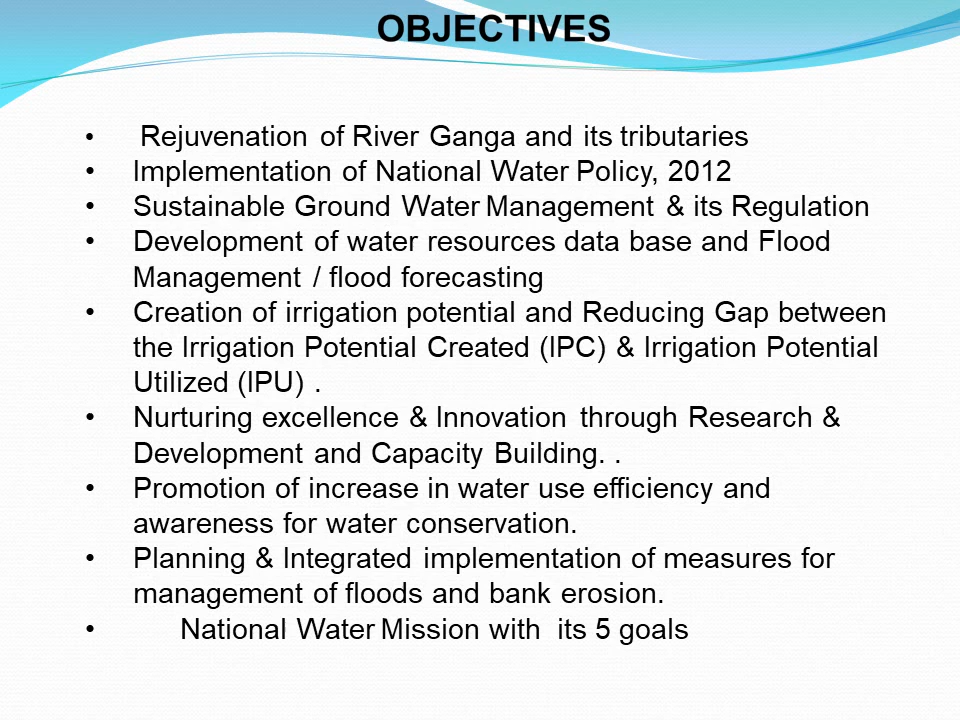 OBJECTIVES
• Rejuvenation of River Ganga and its tributaries
• Implementation of National Water Policy, 2012
• Sustainable Ground Water Management & its Regulation
• Development of water resources data base and Flood
Management / flood forecasting
• Creation of irrigation potential and Reducing Gap between
the Irrigation Potential Created (IPC) & Irrigation Potential
Utilized (IPU) .
• Nurturing excellence & Innovation through Research &
Development and Capacity Building. .
• Promotion of increase in water use efficiency and
awareness for water conservation.
• Planning & Integrated implementation of measures for
management of floods and bank erosion.
• National Water Mission with its 5 goals